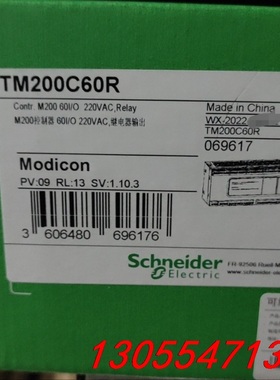 TM200C60R
Contr. M200 60I/O 220VAC,Relay
M200控制器 60I/O 220VAC,继电器输出
Made in China
WX-2022
TM200C60R
069617
Modicon
PV:09 RL:13 SV:1.10.3
3 606480 696176
Schneider
Electric
130554713